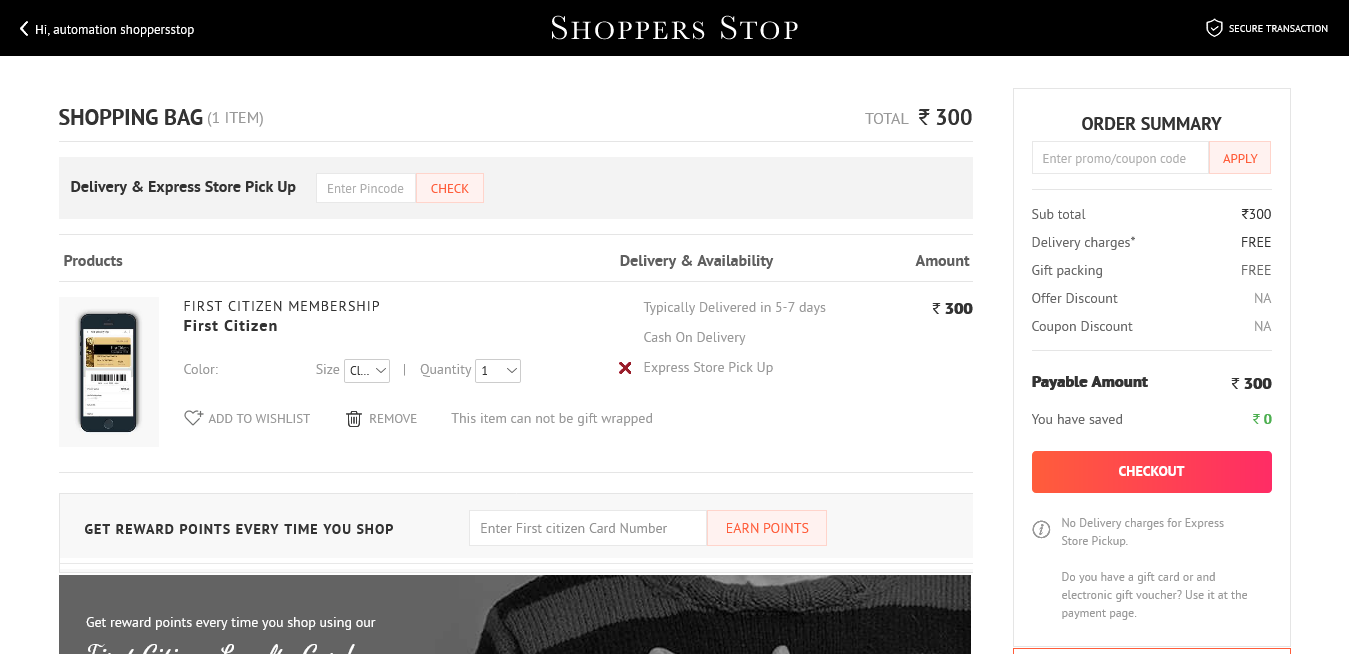 Hi, automation shoppersstop
SHOPPERS STOP
SECURE TRANSACTION
SHOPPING BAG (1 ITEM)
TOTAL ₹ 300
Delivery & Express Store Pick Up
Enter Pincode
CHECK
Products
Delivery & Availability
Amount
FIRST CITIZEN MEMBERSHIP
First Citizen
Color:
Size Cl...
|
Quantity 1
ADD TO WISHLIST
REMOVE
This item can not be gift wrapped
Typically Delivered in 5-7 days
Cash On Delivery
Express Store Pick Up
₹ 300
GET REWARD POINTS EVERY TIME YOU SHOP
Enter First citizen Card Number
EARN POINTS
Get reward points every time you shop using our
ORDER SUMMARY
Enter promo/coupon code
APPLY
Sub total ₹300
Delivery charges* FREE
Gift packing FREE
Offer Discount NA
Coupon Discount NA
Payable Amount ₹ 300
You have saved ₹ 0
CHECKOUT
No Delivery charges for Express
Store Pickup.
Do you have a gift card or and
electronic gift voucher? Use it at the
payment page.